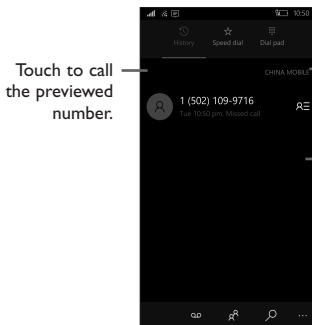 10:50
History Speed dial Dial pad
Touch to call
the previewed
number.
CHINA MOBILE
1 (502) 109-9716
Tue 10:50 pm, Missed call